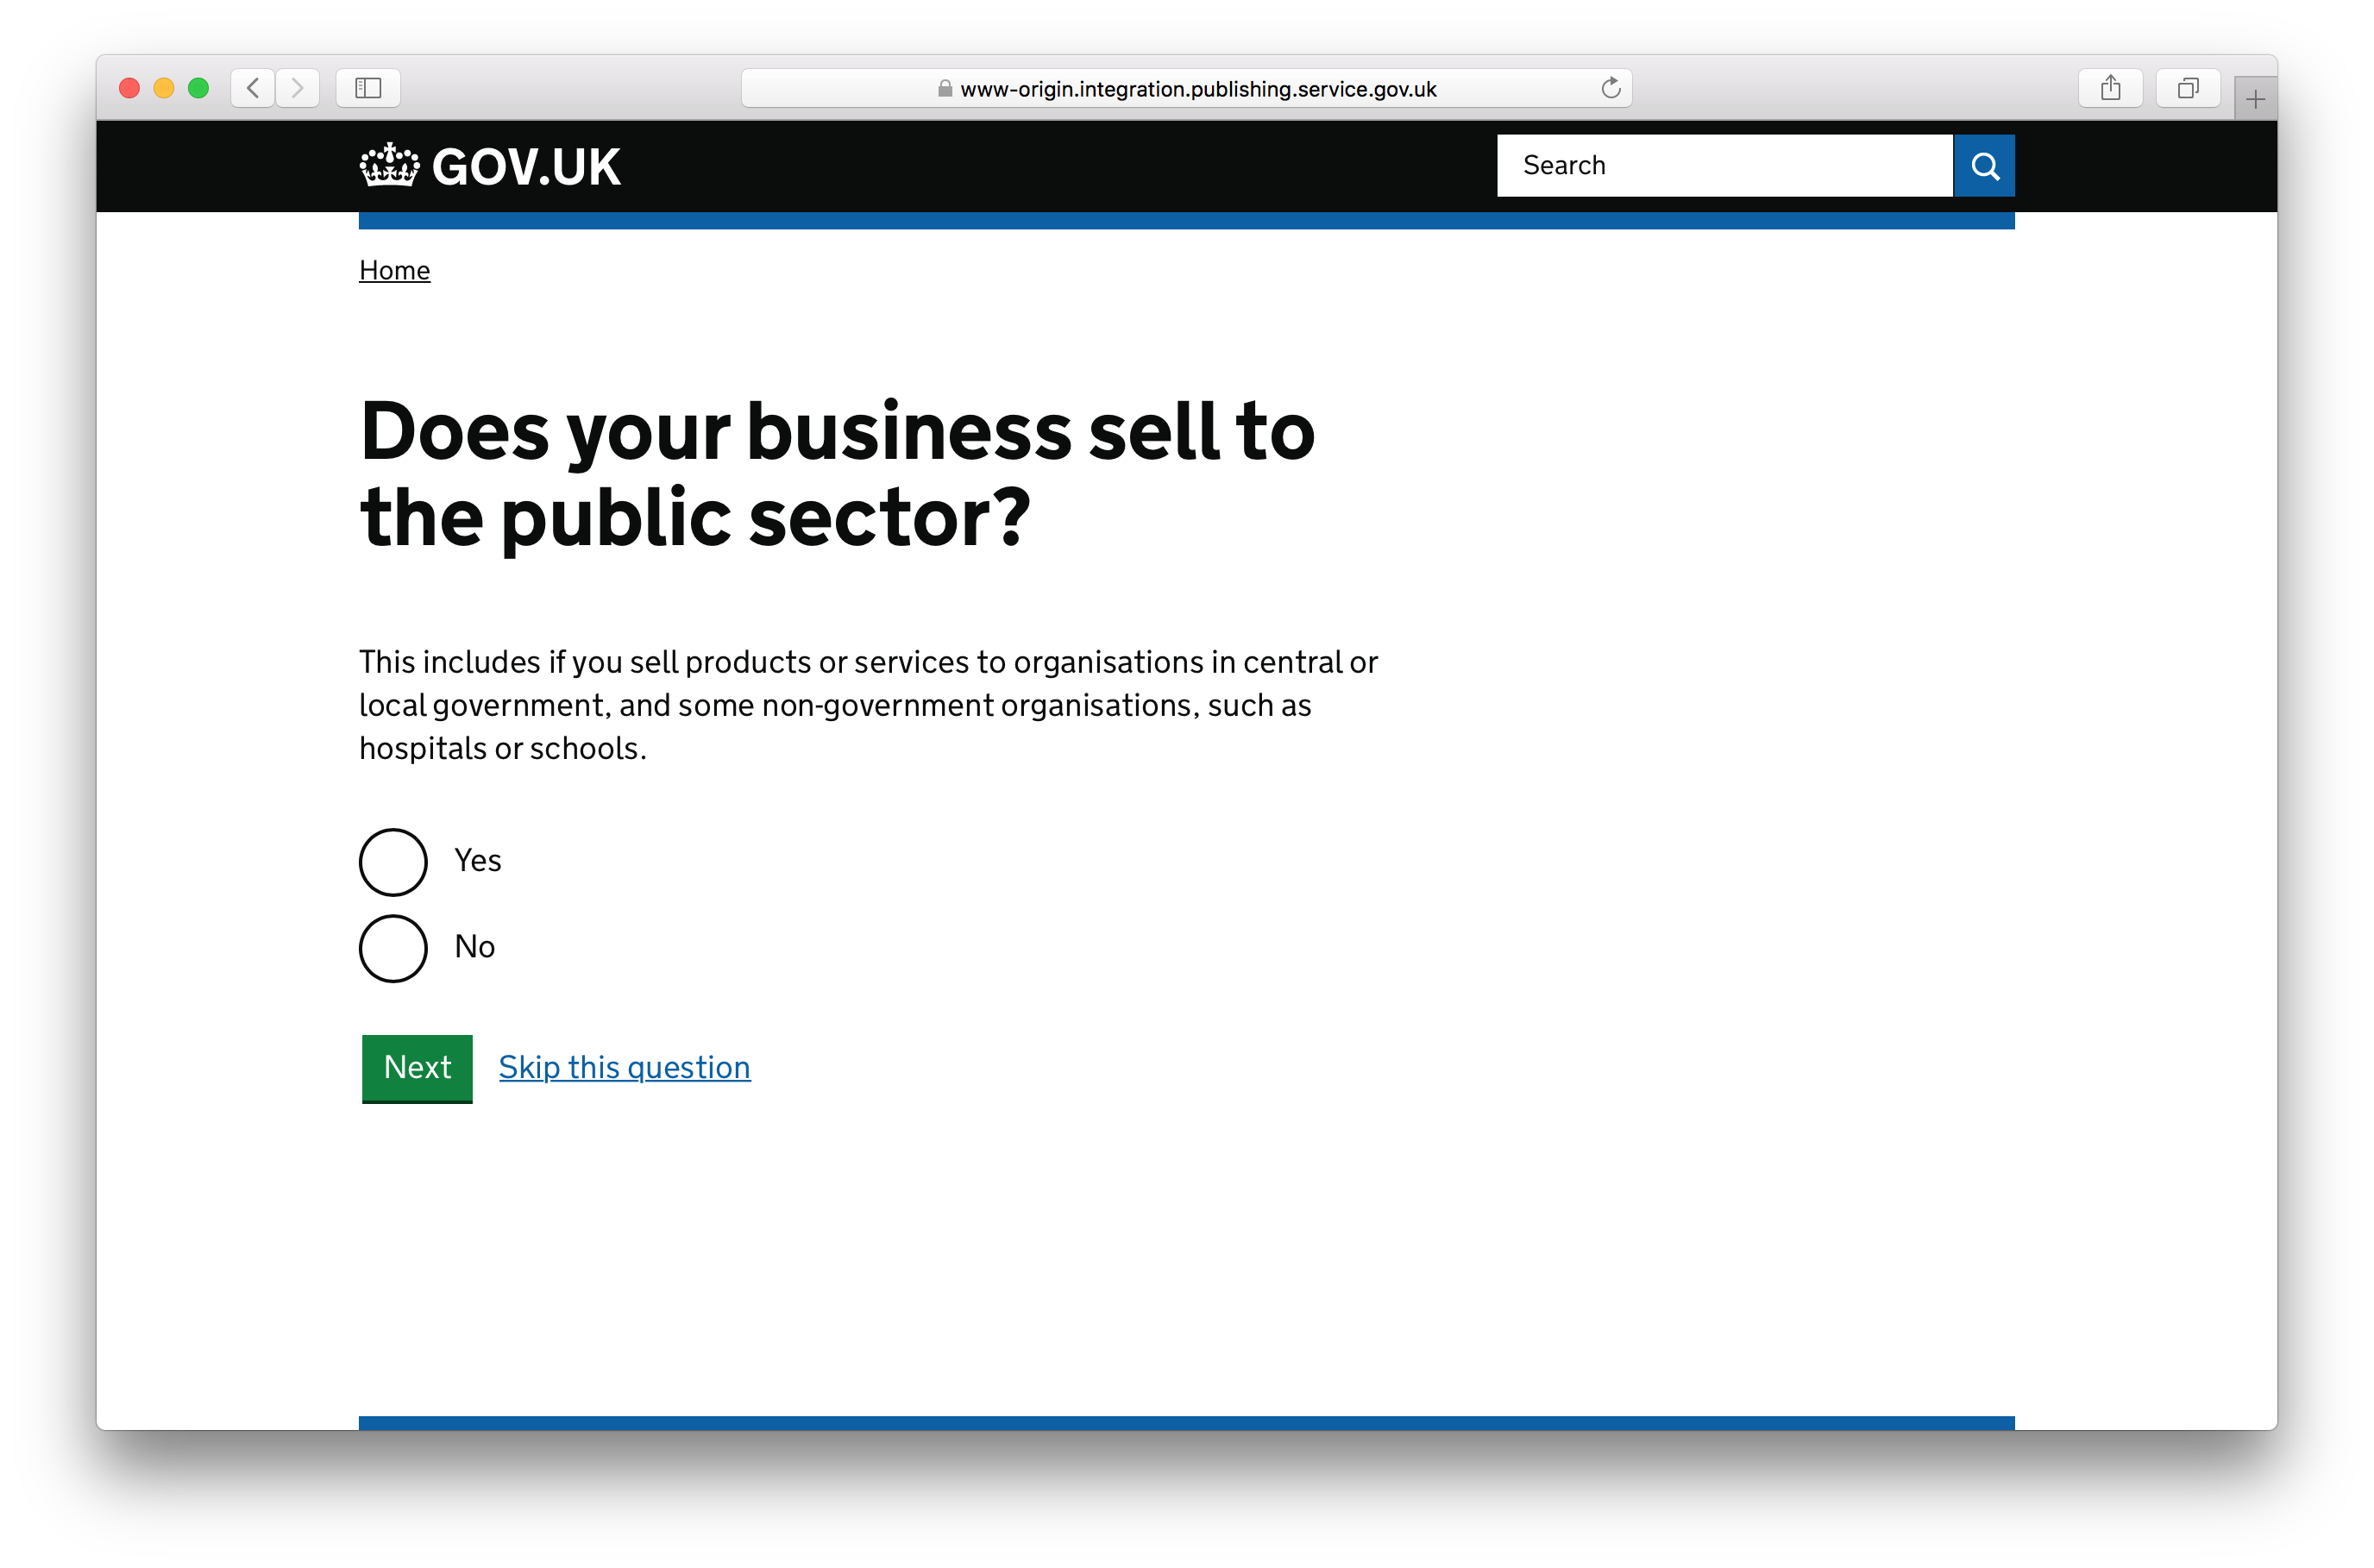 www-origin.integration.publishing.service.gov.uk
GOV.UK
Search
Home
Does your business sell to
the public sector?
This includes if you sell products or services to organisations in central or
local government, and some non-government organisations, such as
hospitals or schools.
Yes
No
Next
Skip this question